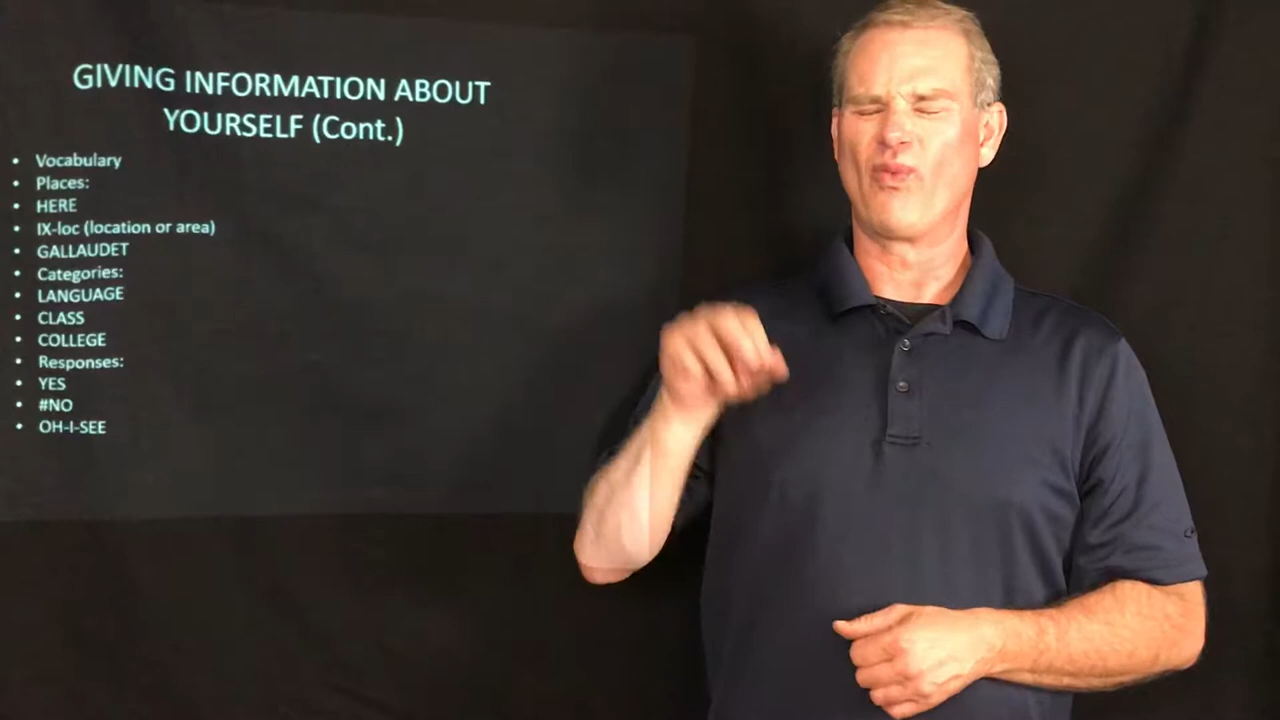 GIVING INFORMATION ABOUT
YOURSELF (Cont.)
• Vocabulary
• Places:
• HERE
• IX-loc (location or area)
• GALLAUDET
• Categories:
• LANGUAGE
• CLASS
• COLLEGE
• Responses:
• YES
• #NO
• OH-I-SEE